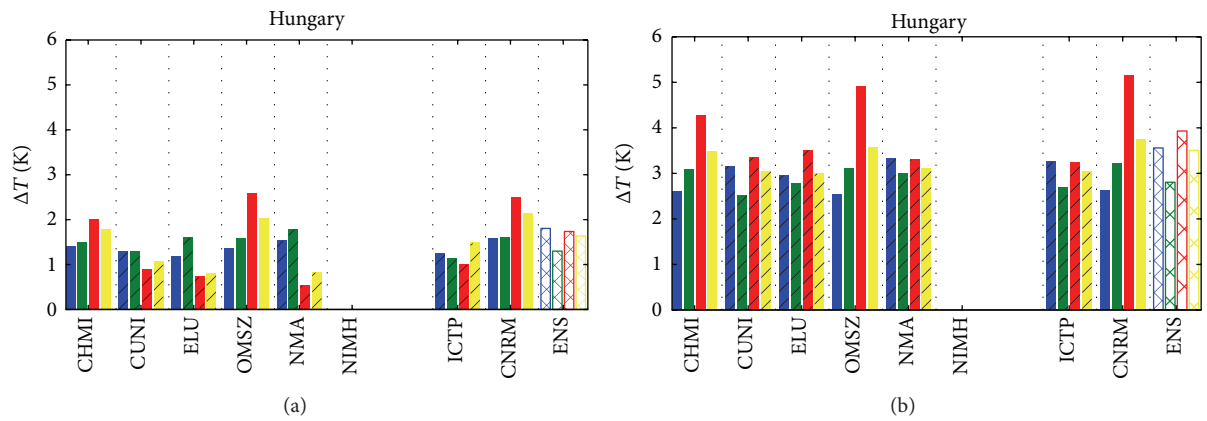 Hungary
6
5
4
3
2
1
0
ΔT (K)
CHMI
CUNI
ELU
OMSZ
NMA
NIMH
ICTP
CNRM
ENS
(a)
Hungary
6
5
4
3
2
1
0
ΔT (K)
CHMI
CUNI
ELU
OMSZ
NMA
NIMH
ICTP
CNRM
ENS
(b)